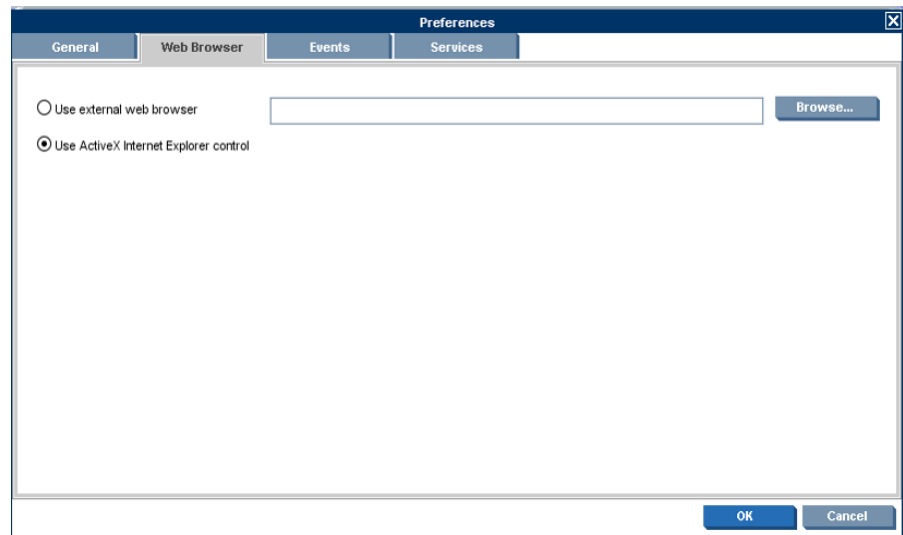 Preferences
General Web Browser Events Services
Use external web browser Browse...
Use ActiveX Internet Explorer control
OK Cancel